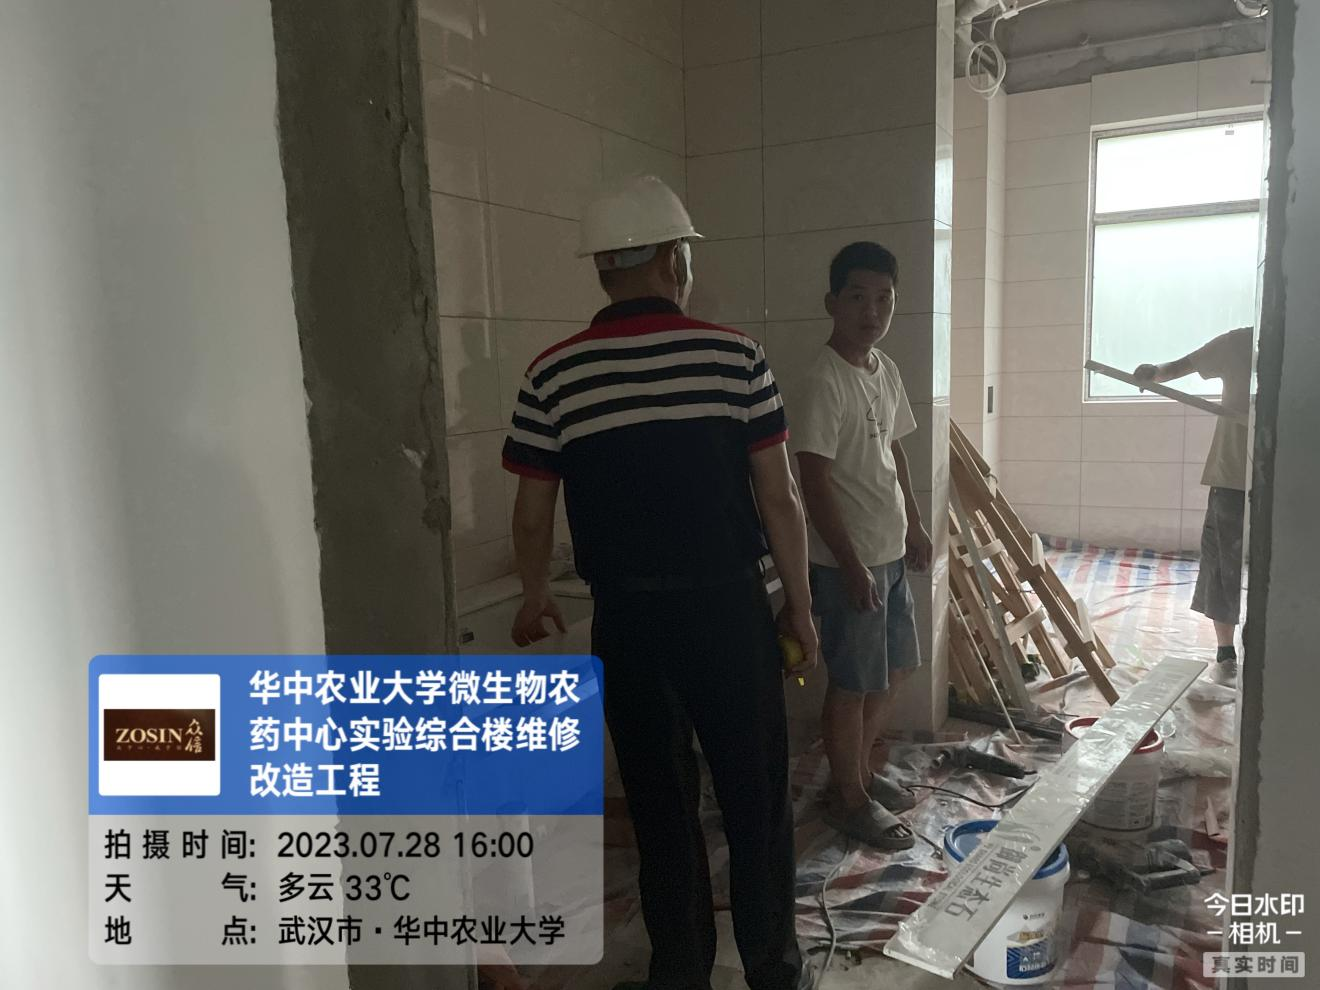 华中农业大学微生物农
药中心实验综合楼维修
改造工程
ZOSIN 众信
拍摄时间: 2023.07.28 16:00
天气: 多云 33℃
地点: 武汉市·华中农业大学
今日水印
相机
真实时间